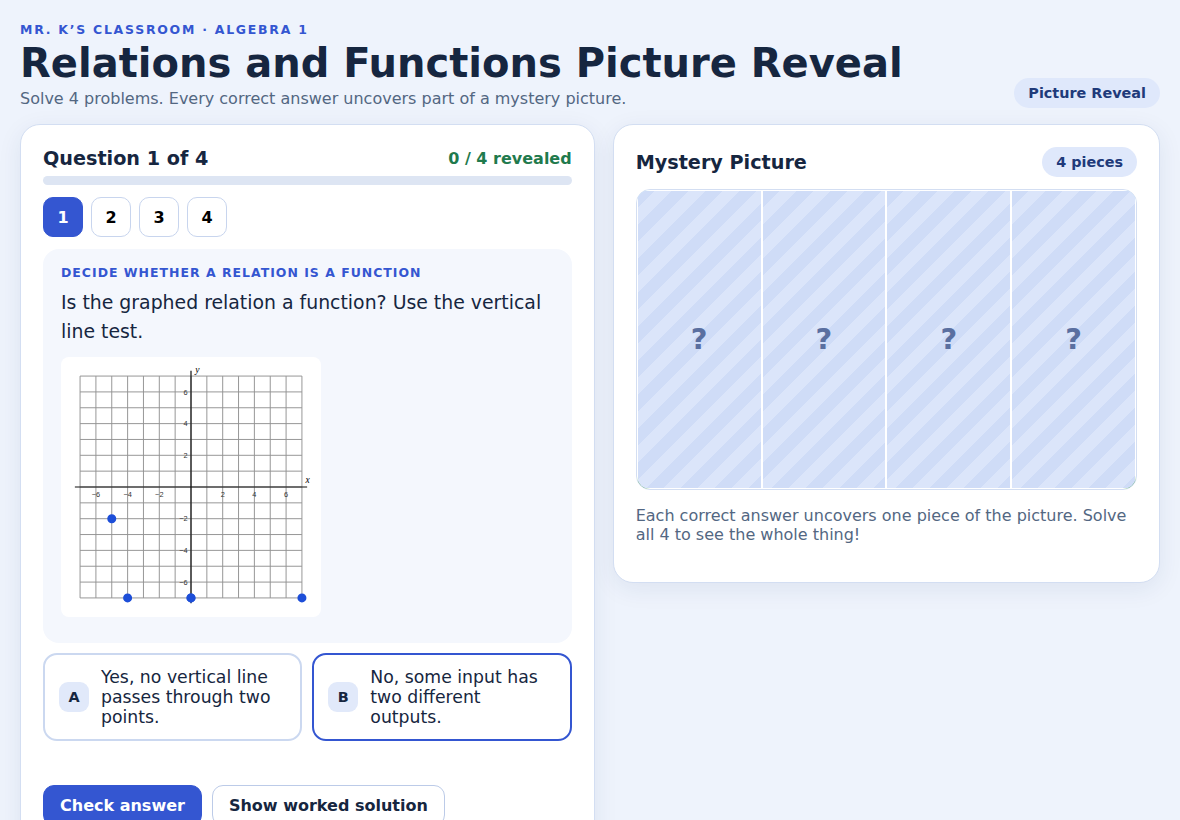 MR. K’S CLASSROOM · ALGEBRA 1
Relations and Functions Picture Reveal
Solve 4 problems. Every correct answer uncovers part of a mystery picture.
Picture Reveal
Question 1 of 4
0 / 4 revealed
1 2 3 4
DECIDE WHETHER A RELATION IS A FUNCTION
Is the graphed relation a function? Use the vertical
line test.
y
6
4
2
x
−6 −4 −2 2 4 6
−2
−4
−6
A
Yes, no vertical line
passes through two
points.
B
No, some input has
two different
outputs.
Check answer
Show worked solution
Mystery Picture
4 pieces
? ? ? ?
Each correct answer uncovers one piece of the picture. Solve
all 4 to see the whole thing!